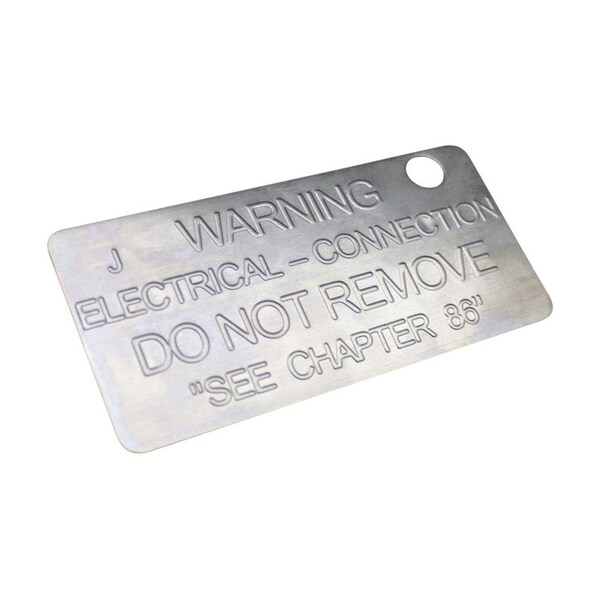 WARNING
J
ELECTRICAL - CONNECTION
DO NOT REMOVE
"SEE CHAPTER 86"